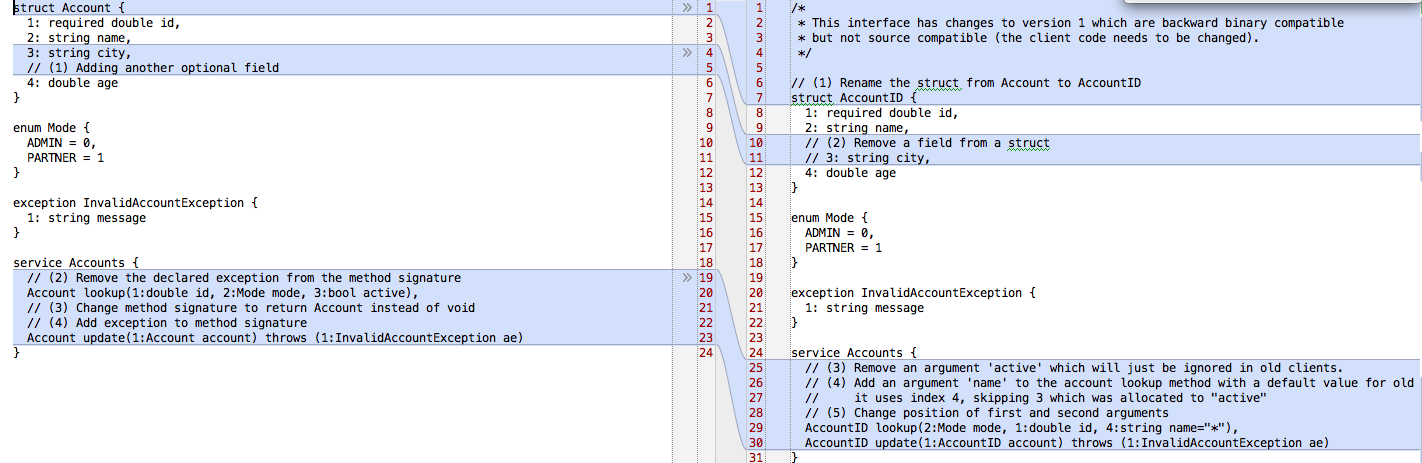 struct Account {
  1: required double id,
  2: string name,
  3: string city,
  // (1) Adding another optional field
  4: double age
}

enum Mode {
  ADMIN = 0,
  PARTNER = 1
}

exception InvalidAccountException {
  1: string message
}

service Accounts {
  // (2) Remove the declared exception from the method signature
  Account lookup(1:double id, 2:Mode mode, 3:bool active),
  // (3) Change method signature to return Account instead of void
  // (4) Add exception to method signature
  Account update(1:Account account) throws (1:InvalidAccountException ae)
}
» 1
2
3
» 4
5
6
7
8
9
10
11
12
13
14
15
16
17
18
» 19
20
21
22
23
24
1 /*
2  * This interface has changes to version 1 which are backward binary compatible
3  * but not source compatible (the client code needs to be changed).
4  */
5
6 // (1) Rename the struct from Account to AccountID
7 struct AccountID {
8   1: required double id,
9   2: string name,
10   // (2) Remove a field from a struct
11   // 3: string city,
12   4: double age
13 }
14
15 enum Mode {
16   ADMIN = 0,
17   PARTNER = 1
18 }
19
20 exception InvalidAccountException {
21   1: string message
22 }
23
24 service Accounts {
25   // (3) Remove an argument 'active' which will just be ignored in old clients.
26   // (4) Add an argument 'name' to the account lookup method with a default value for old
27   //     it uses index 4, skipping 3 which was allocated to "active"
28   // (5) Change position of first and second arguments
29   AccountID lookup(2:Mode mode, 1:double id, 4:string name="*"),
30   AccountID update(1:AccountID account) throws (1:InvalidAccountException ae)
31 }